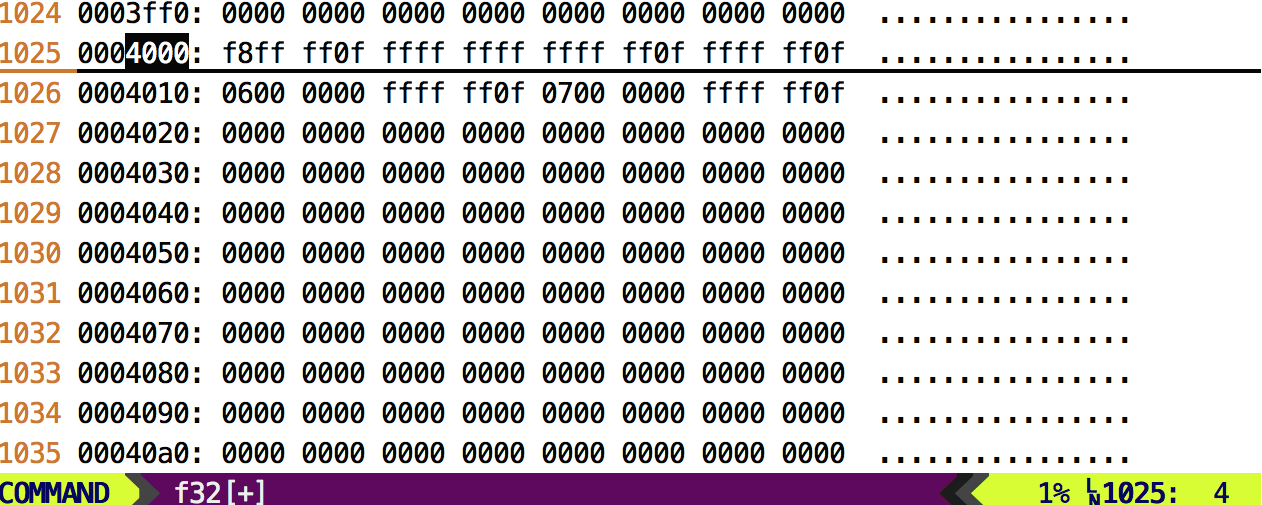 1024 0003ff0: 0000 0000 0000 0000 0000 0000 0000 0000 ................
1025 0004000: f8ff ff0f ffff ffff ffff ff0f ffff ff0f ................
1026 0004010: 0600 0000 ffff ff0f 0700 0000 ffff ff0f ................
1027 0004020: 0000 0000 0000 0000 0000 0000 0000 0000 ................
1028 0004030: 0000 0000 0000 0000 0000 0000 0000 0000 ................
1029 0004040: 0000 0000 0000 0000 0000 0000 0000 0000 ................
1030 0004050: 0000 0000 0000 0000 0000 0000 0000 0000 ................
1031 0004060: 0000 0000 0000 0000 0000 0000 0000 0000 ................
1032 0004070: 0000 0000 0000 0000 0000 0000 0000 0000 ................
1033 0004080: 0000 0000 0000 0000 0000 0000 0000 0000 ................
1034 0004090: 0000 0000 0000 0000 0000 0000 0000 0000 ................
1035 00040a0: 0000 0000 0000 0000 0000 0000 0000 0000 ................
COMMAND f32[+] 1% LN 1025: 4